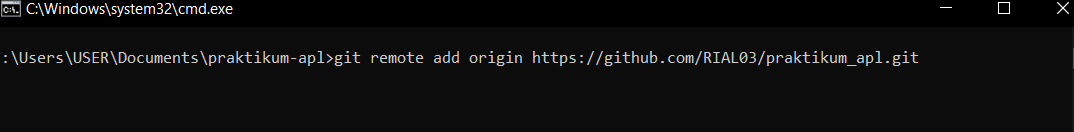 C:\Windows\system32\cmd.exe
:\Users\USER\Documents\praktikum-apl>git remote add origin https://github.com/RIAL03/praktikum_apl.git